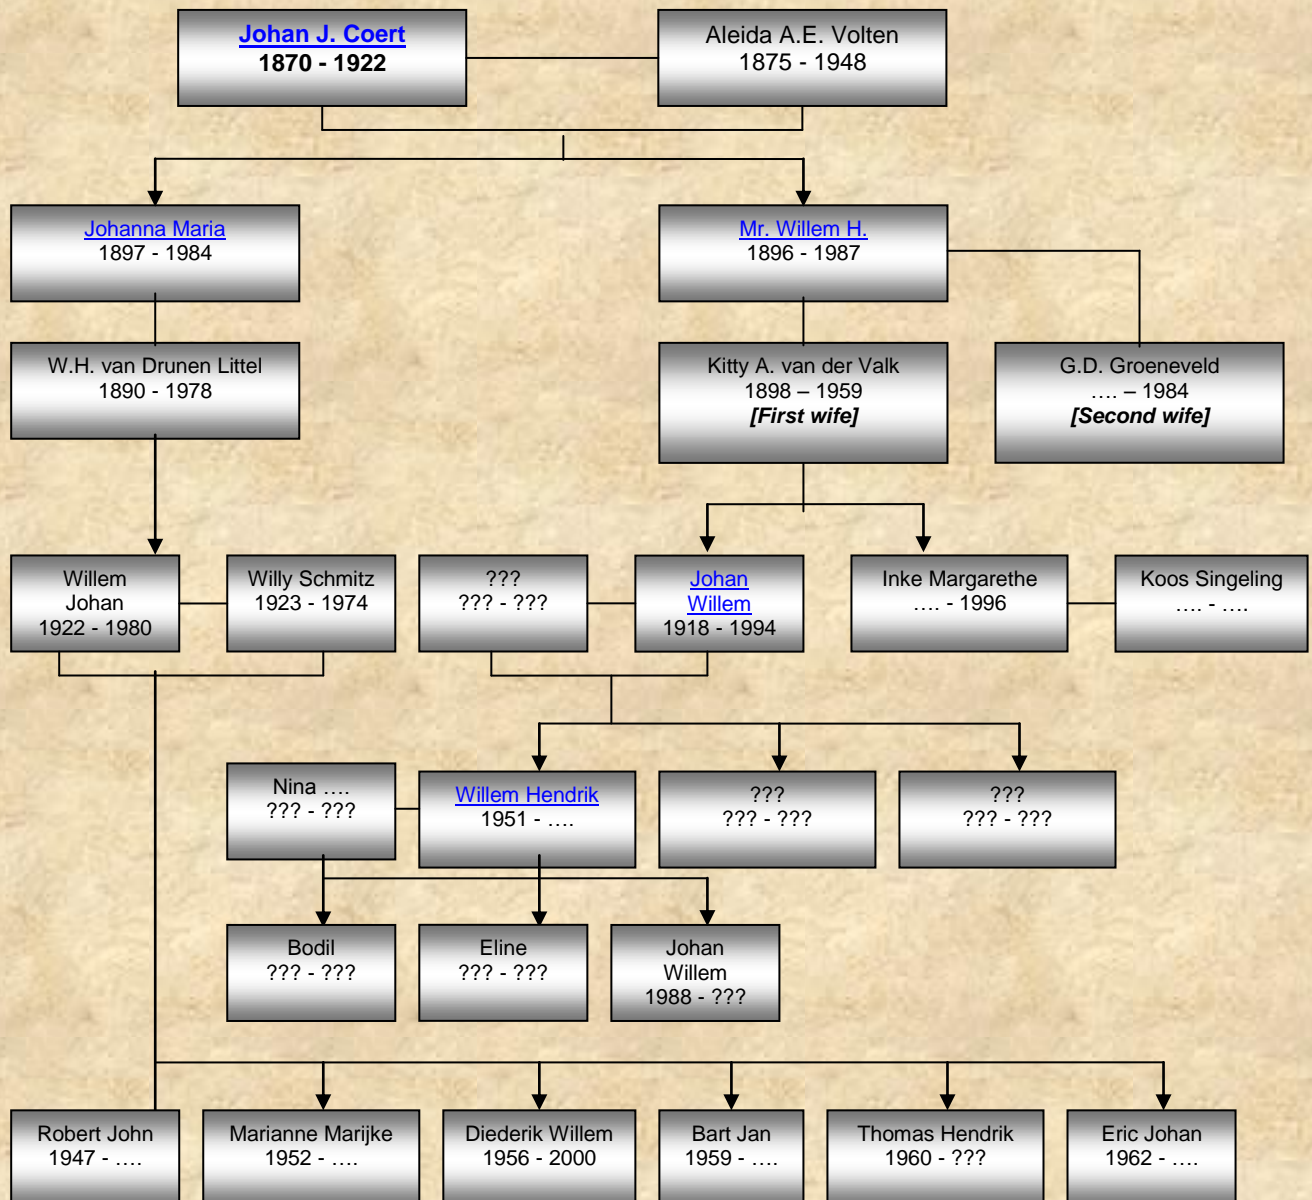 Johan J. Coert
1870 - 1922
Aleida A.E. Volten
1875 - 1948
Johanna Maria
1897 - 1984
Mr. Willem H.
1896 - 1987
W.H. van Drunen Littel
1890 - 1978
Kitty A. van der Valk
1898 – 1959
[First wife]
G.D. Groeneveld
…. – 1984
[Second wife]
Willem
Johan
1922 - 1980
Willy Schmitz
1923 - 1974
???
??? - ???
Johan
Willem
1918 - 1994
Inke Margarethe
…. - 1996
Koos Singeling
…. - ….
Nina ….
??? - ???
Willem Hendrik
1951 - ….
???
??? - ???
???
??? - ???
Bodil
??? - ???
Eline
??? - ???
Johan
Willem
1988 - ???
Robert John
1947 - ….
Marianne Marijke
1952 - ….
Diederik Willem
1956 - 2000
Bart Jan
1959 - ….
Thomas Hendrik
1960 - ???
Eric Johan
1962 - ….